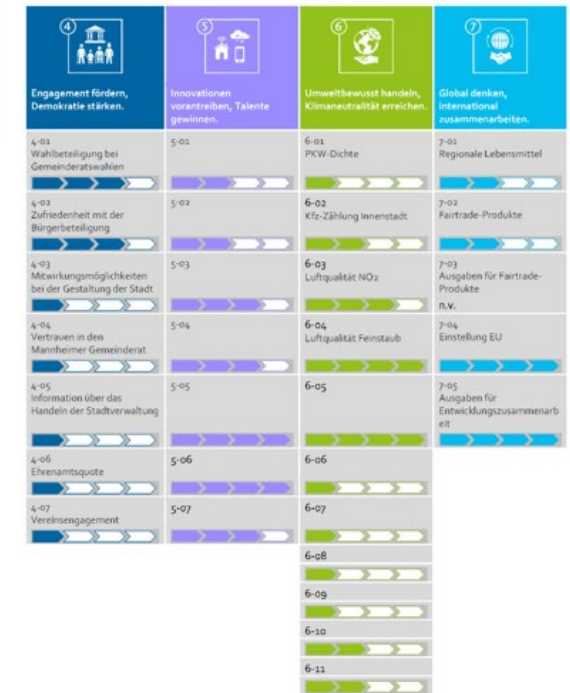 4
Engagement fördern,
Demokratie stärken.
4-01
Wahlbeteiligung bei
Gemeinderatswahlen
4-02
Zufriedenheit mit der
Bürgerbeteiligung
4-03
Mitwirkungsmöglichkeiten
bei der Gestaltung der Stadt
4-04
Vertrauen in den
Mannheimer Gemeinderat
4-05
Information über das
Handeln der Stadtverwaltung
4-06
Ehrenamtsquote
4-07
Vereinsengagement
5
Innovationen
vorantreiben, Talente
gewinnen.
5-01
5-02
5-03
5-04
5-05
5-06
5-07
6
Umweltbewusst handeln,
Klimaneutralität erreichen.
6-01
PKW-Dichte
6-02
Kfz-Zählung Innenstadt
6-03
Luftqualität NO2
6-04
Luftqualität Feinstaub
6-05
6-06
6-07
6-08
6-09
6-10
6-11
7
Global denken,
international
zusammenarbeiten.
7-01
Regionale Lebensmittel
7-02
Fairtrade-Produkte
7-03
Ausgaben für Fairtrade-
Produkte
n.v.
7-04
Einstellung EU
7-05
Ausgaben für
Entwicklungszusammenarb
eit